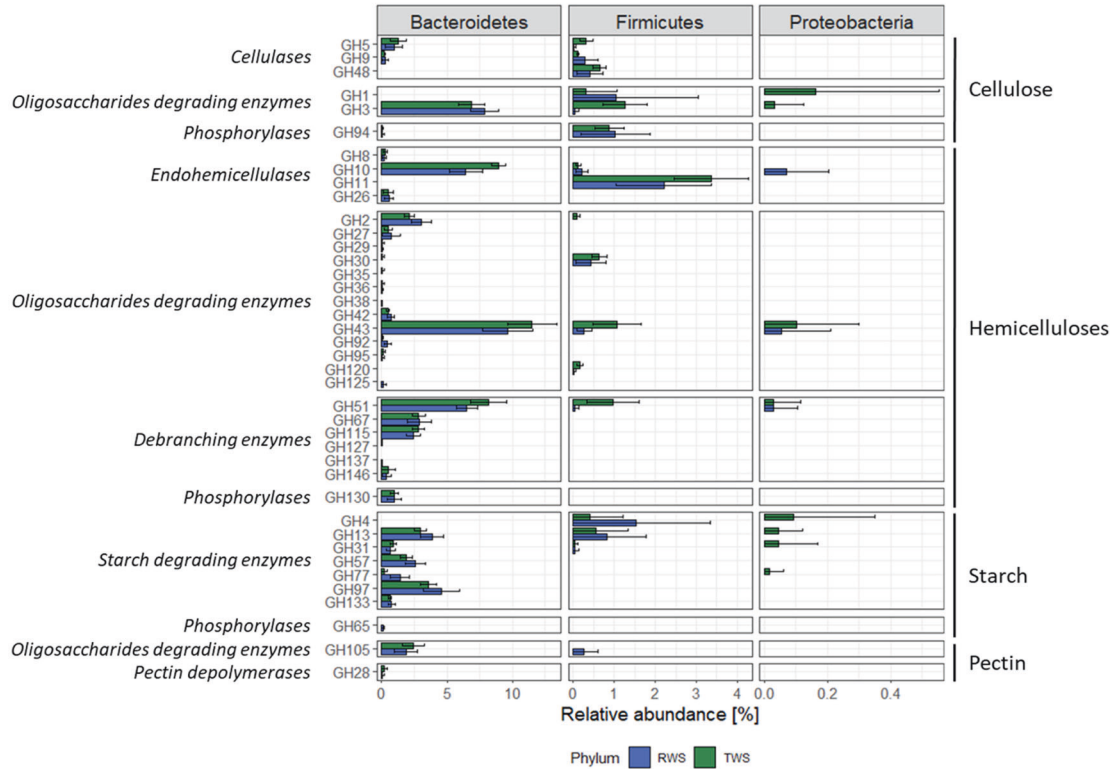 Bacteroidetes Firmicutes Proteobacteria
Cellulases
GH5
GH9
GH48
Cellulose
Oligosaccharides degrading enzymes
GH1
GH3
Phosphorylases
GH94
Endohemicellulases
GH8
GH10
GH11
GH26
Hemicelluloses
Oligosaccharides degrading enzymes
GH2
GH27
GH29
GH30
GH35
GH36
GH38
GH42
GH43
GH92
GH95
GH120
GH125
Debranching enzymes
GH51
GH67
GH115
GH127
GH137
GH146
Phosphorylases
GH130
Starch degrading enzymes
GH4
GH13
GH31
GH57
GH77
GH97
GH133
Starch
Phosphorylases
GH65
Oligosaccharides degrading enzymes
GH105
Pectin
Pectin depolymerases
GH28
0 5 10 0 1 2 3 4 0.0 0.2 0.4
Relative abundance [%]
Phylum RWS TWS